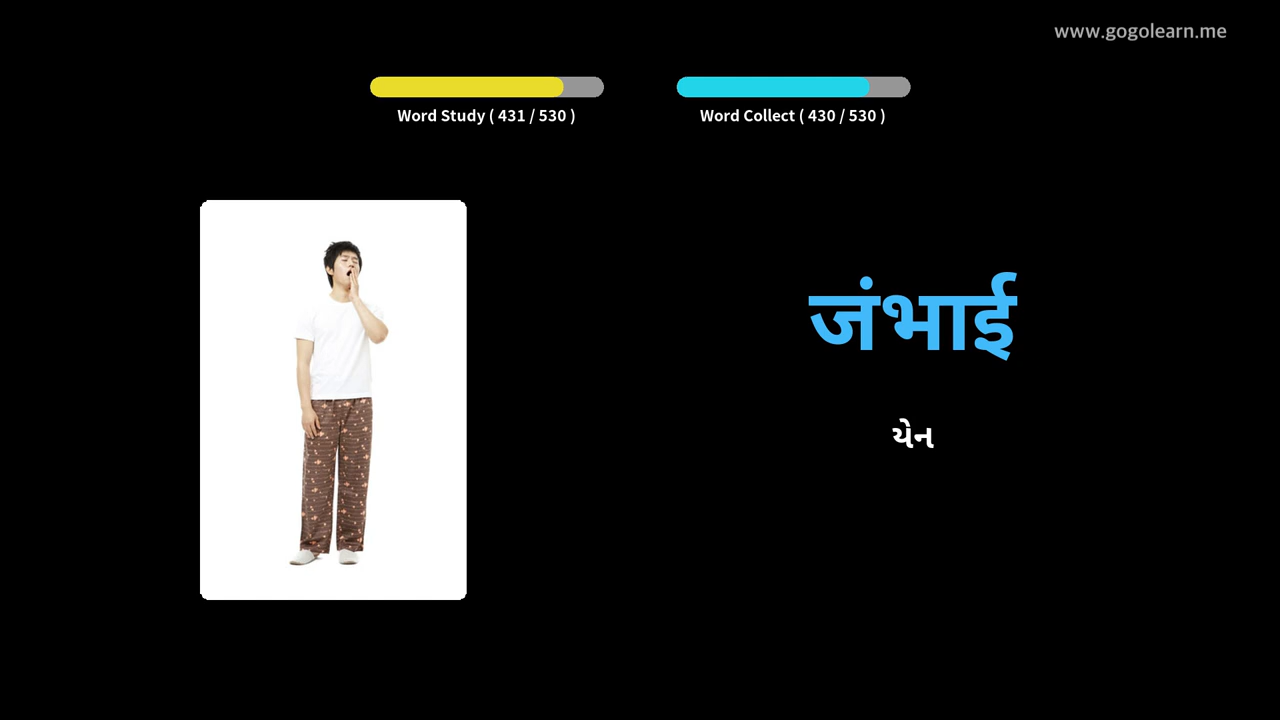 www.gogolearn.me
Word Study ( 431 / 530 )
Word Collect ( 430 / 530 )
जंभाई
યેન